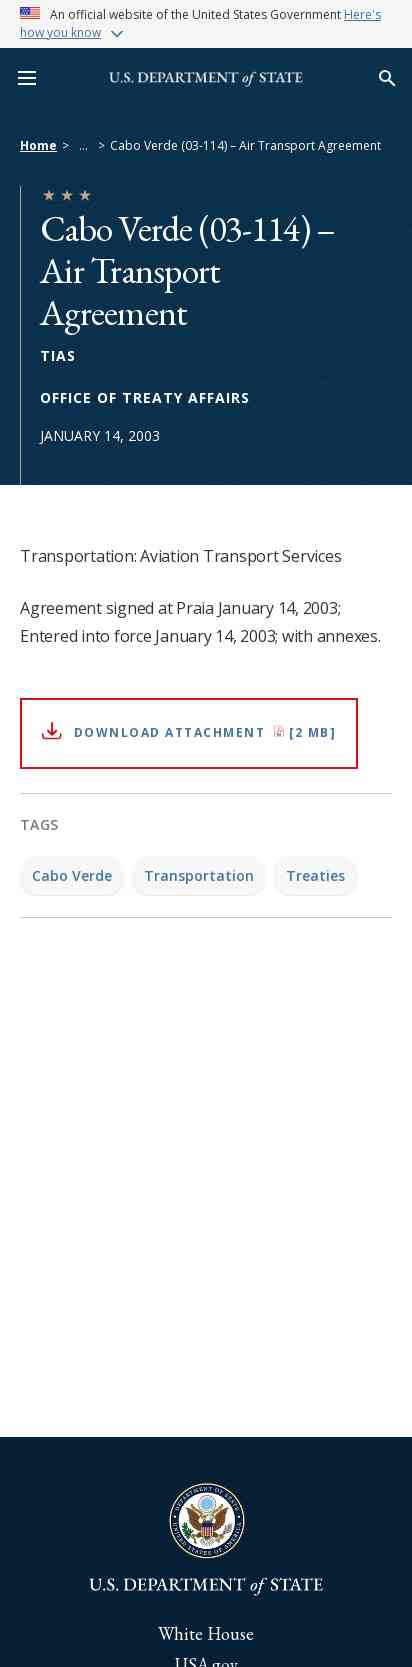 An official website of the United States Government Here's
how you know
U.S. DEPARTMENT of STATE
Home > ... > Cabo Verde (03-114) – Air Transport Agreement
Cabo Verde (03-114) –
Air Transport
Agreement
TIAS
OFFICE OF TREATY AFFAIRS
JANUARY 14, 2003
Transportation: Aviation Transport Services
Agreement signed at Praia January 14, 2003;
Entered into force January 14, 2003; with annexes.
DOWNLOAD ATTACHMENT [2 MB]
TAGS
Cabo Verde Transportation Treaties
DEPARTMENT OF STATE
UNITED STATES OF AMERICA
U.S. DEPARTMENT of STATE
White House
USA.gov